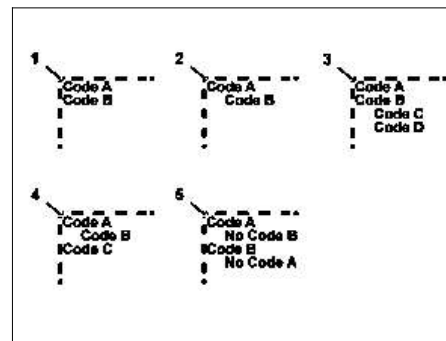 1
Code A
Code B
2
Code A
Code B
3
Code A
Code B
Code C
Code D
4
Code A
Code B
Code C
5
Code A
No Code B
Code B
No Code A